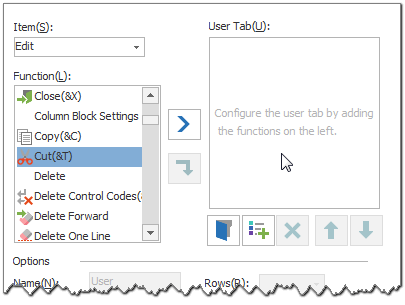 Item(S):
Edit
User Tab(U):
Function(L):
Close(&X)
Column Block Settings
Copy(&C)
Cut(&T)
Delete
Delete Control Codes(
Delete Forward
Delete One Line
Configure the user tab by adding
the functions on the left.
Options
Name(N):
User
Rows(R):